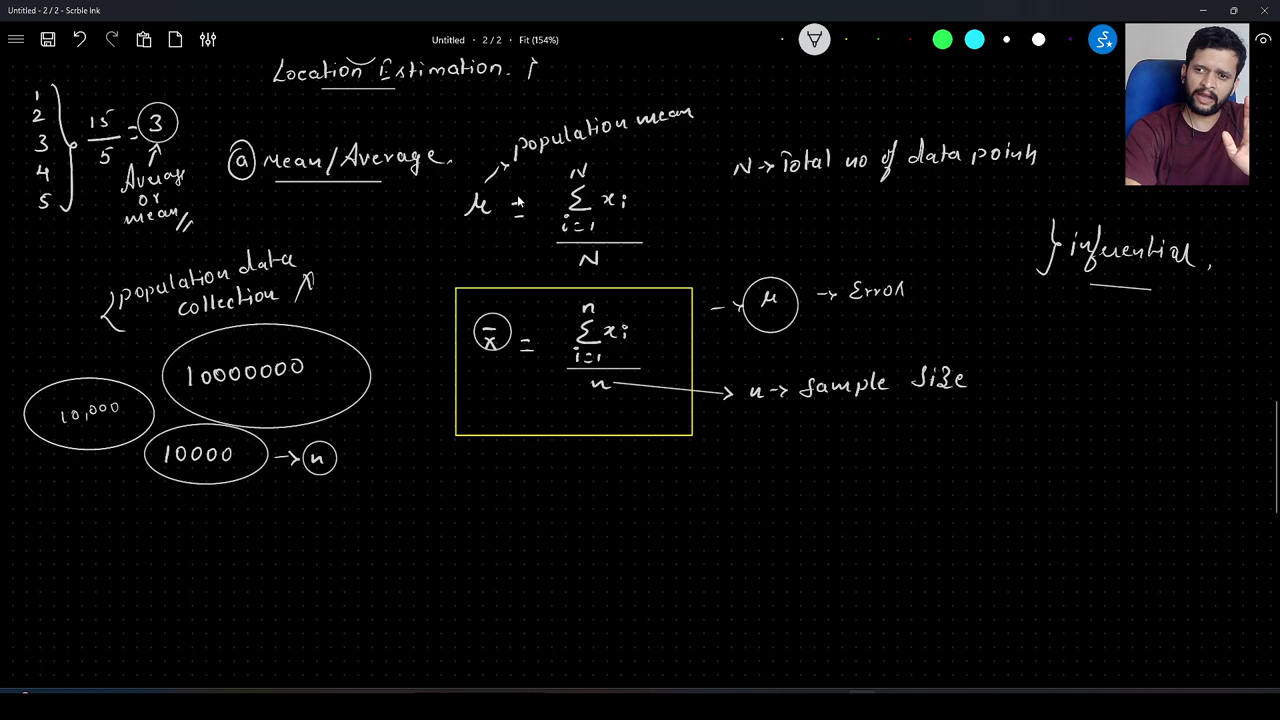 Untitled - 2 / 2 - Scrble Ink
Untitled • 2 / 2 • Fit (154%)
Location Estimation.
1
2
3
4
5
15
5
= 3
Average
or
mean
(a) Mean/Average.
population mean
μ =
N
Σ xi
i=1
N
N → Total no of data points
} inferential,
{ population data
collection
10000000
10,000
10000 → n
x̄ =
n
Σ xi
i=1
n
→ μ → Error
n → Sample Size